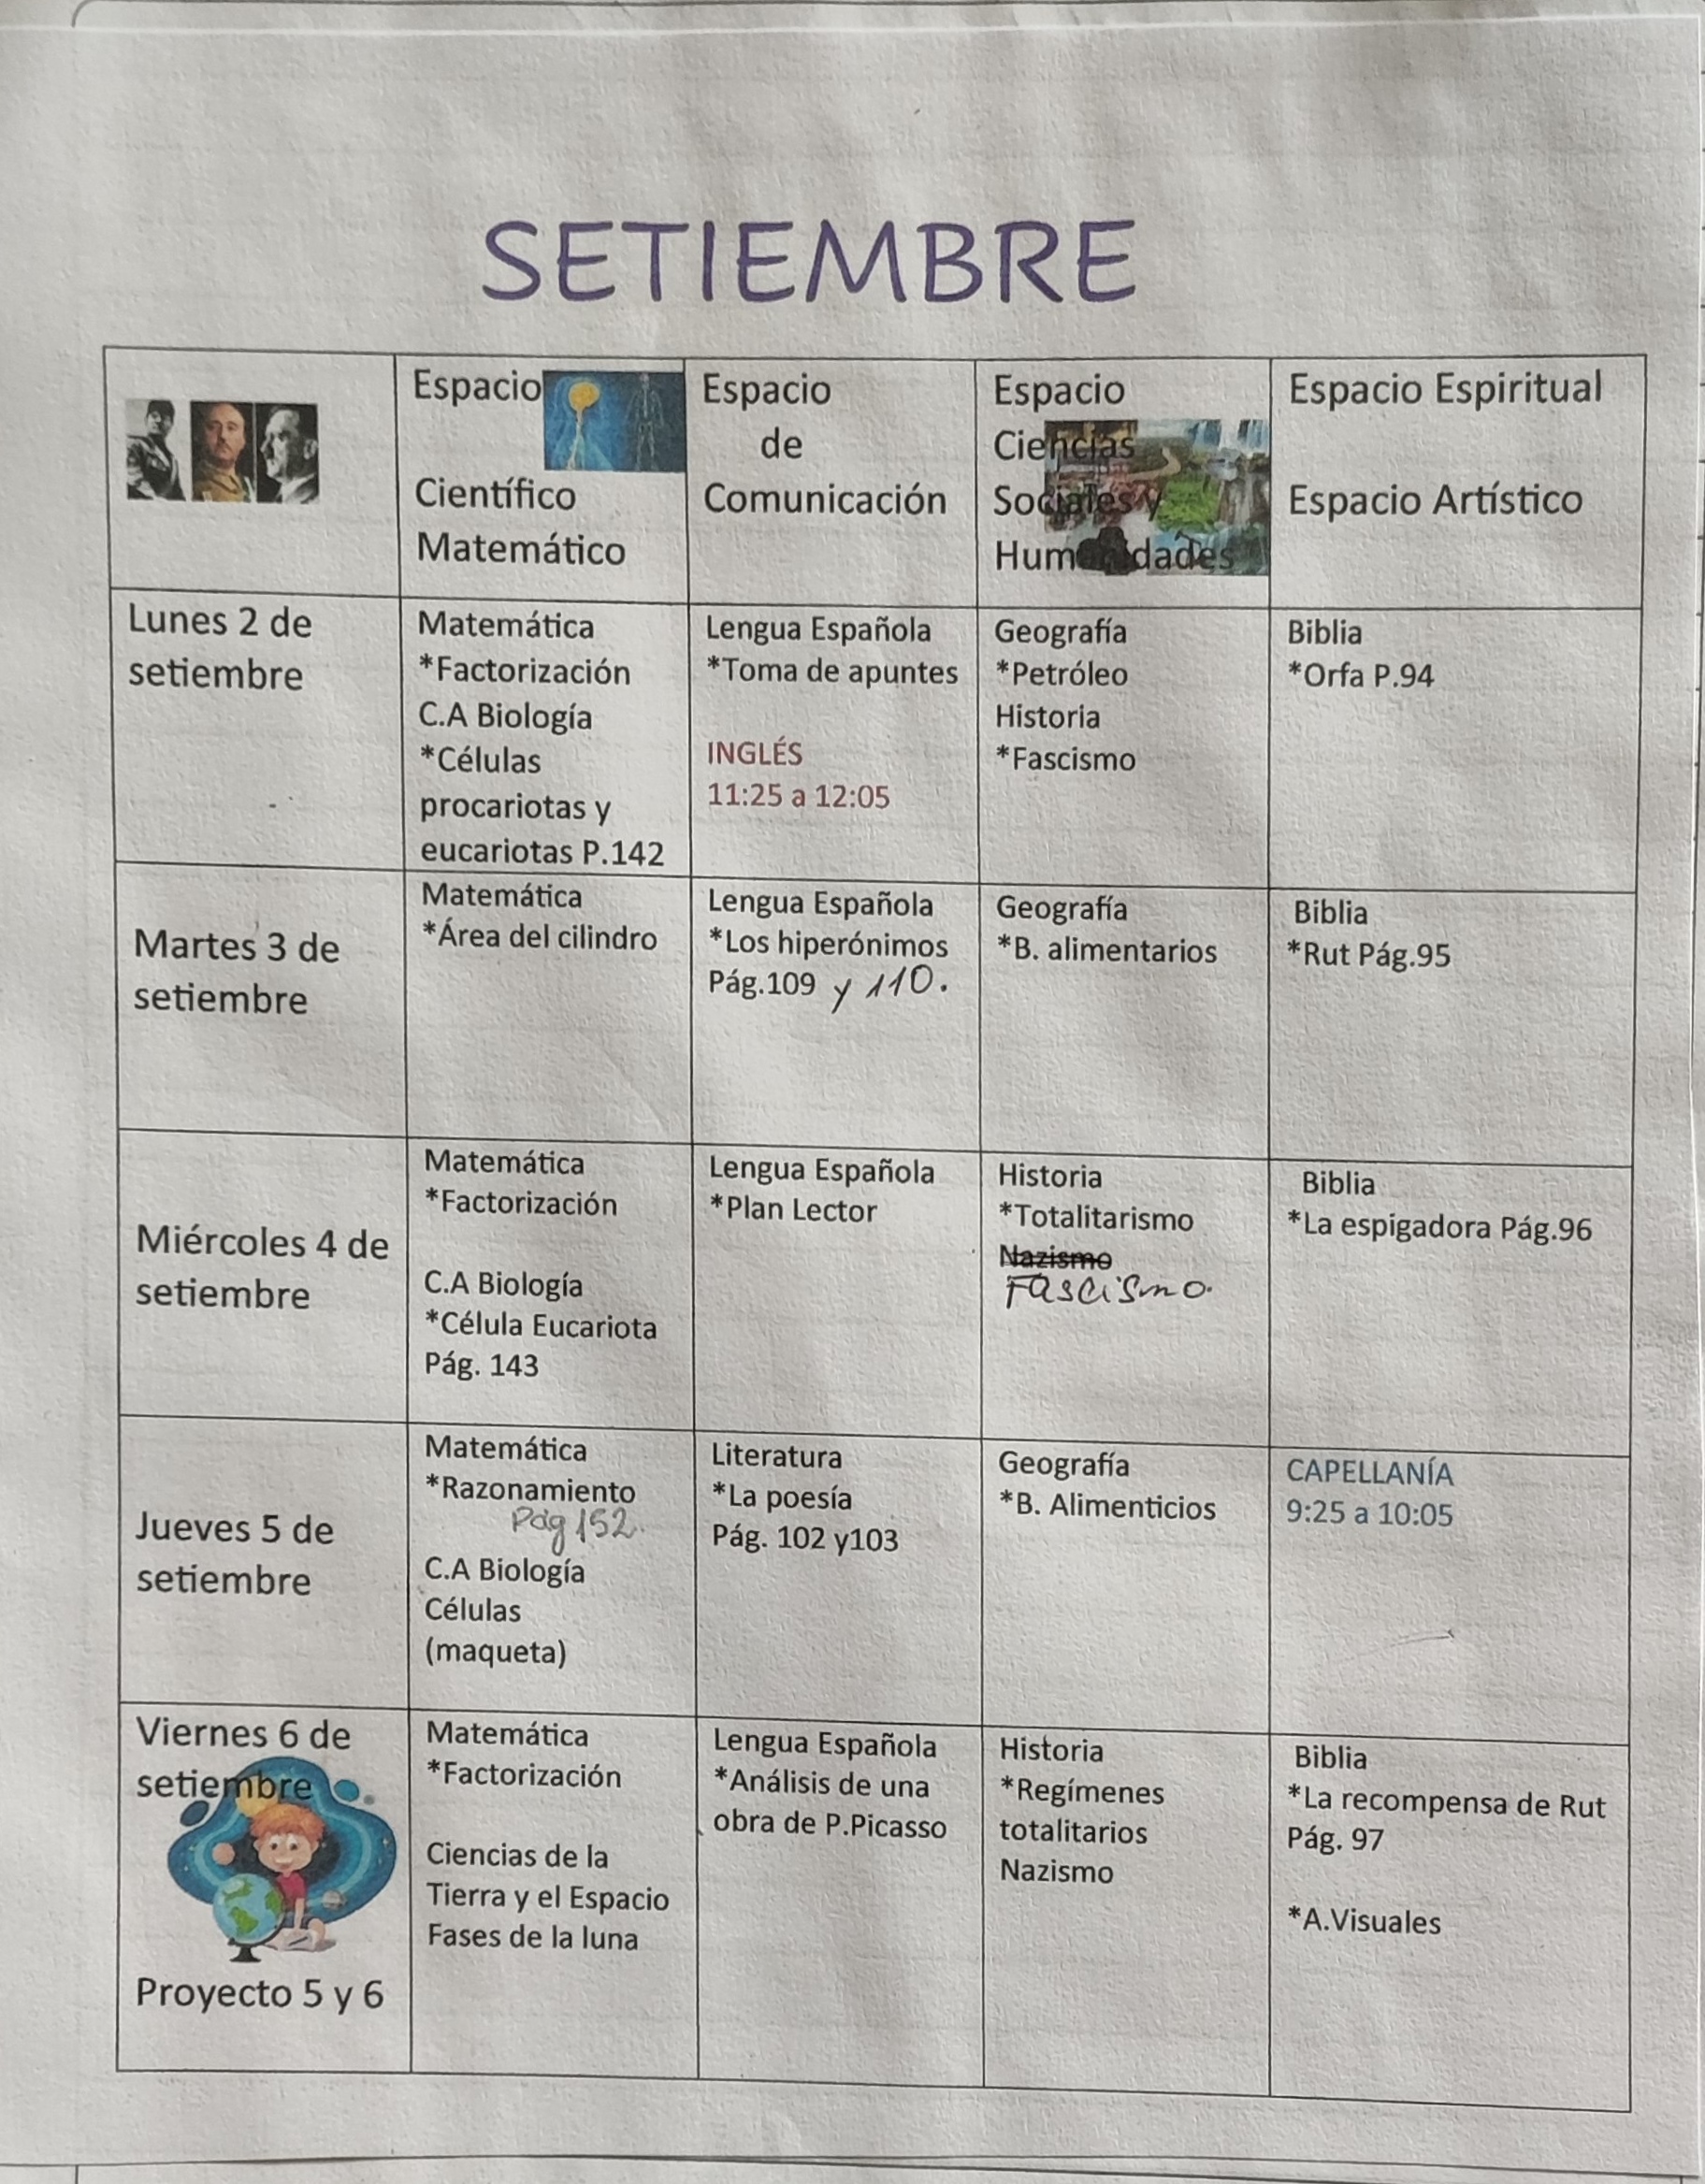 SETIEMBRE
Espacio
Científico
Matemático
Espacio
de
Comunicación
Espacio
Ciencias
Sociales y
Humanidades
Espacio Espiritual
Espacio Artístico
Lunes 2 de
setiembre
Matemática
*Factorización
C.A Biología
*Células
procariotas y
eucariotas P.142
Lengua Española
*Toma de apuntes
INGLÉS
11:25 a 12:05
Geografía
*Petróleo
Historia
*Fascismo
Biblia
*Orfa P.94
Martes 3 de
setiembre
Matemática
*Área del cilindro
Lengua Española
*Los hiperónimos
Pág.109 y 110.
Geografía
*B. alimentarios
Biblia
*Rut Pág.95
Miércoles 4 de
setiembre
Matemática
*Factorización
C.A Biología
*Célula Eucariota
Pág. 143
Lengua Española
*Plan Lector
Historia
*Totalitarismo
Nazismo
Fascismo.
Biblia
*La espigadora Pág.96
Jueves 5 de
setiembre
Matemática
*Razonamiento
Pág 152.
C.A Biología
Células
(maqueta)
Literatura
*La poesía
Pág. 102 y103
Geografía
*B. Alimenticios
CAPELLANÍA
9:25 a 10:05
Viernes 6 de
setiembre
Proyecto 5 y 6
Matemática
*Factorización
Ciencias de la
Tierra y el Espacio
Fases de la luna
Lengua Española
*Análisis de una
obra de P.Picasso
Historia
*Regímenes
totalitarios
Nazismo
Biblia
*La recompensa de Rut
Pág. 97
*A.Visuales